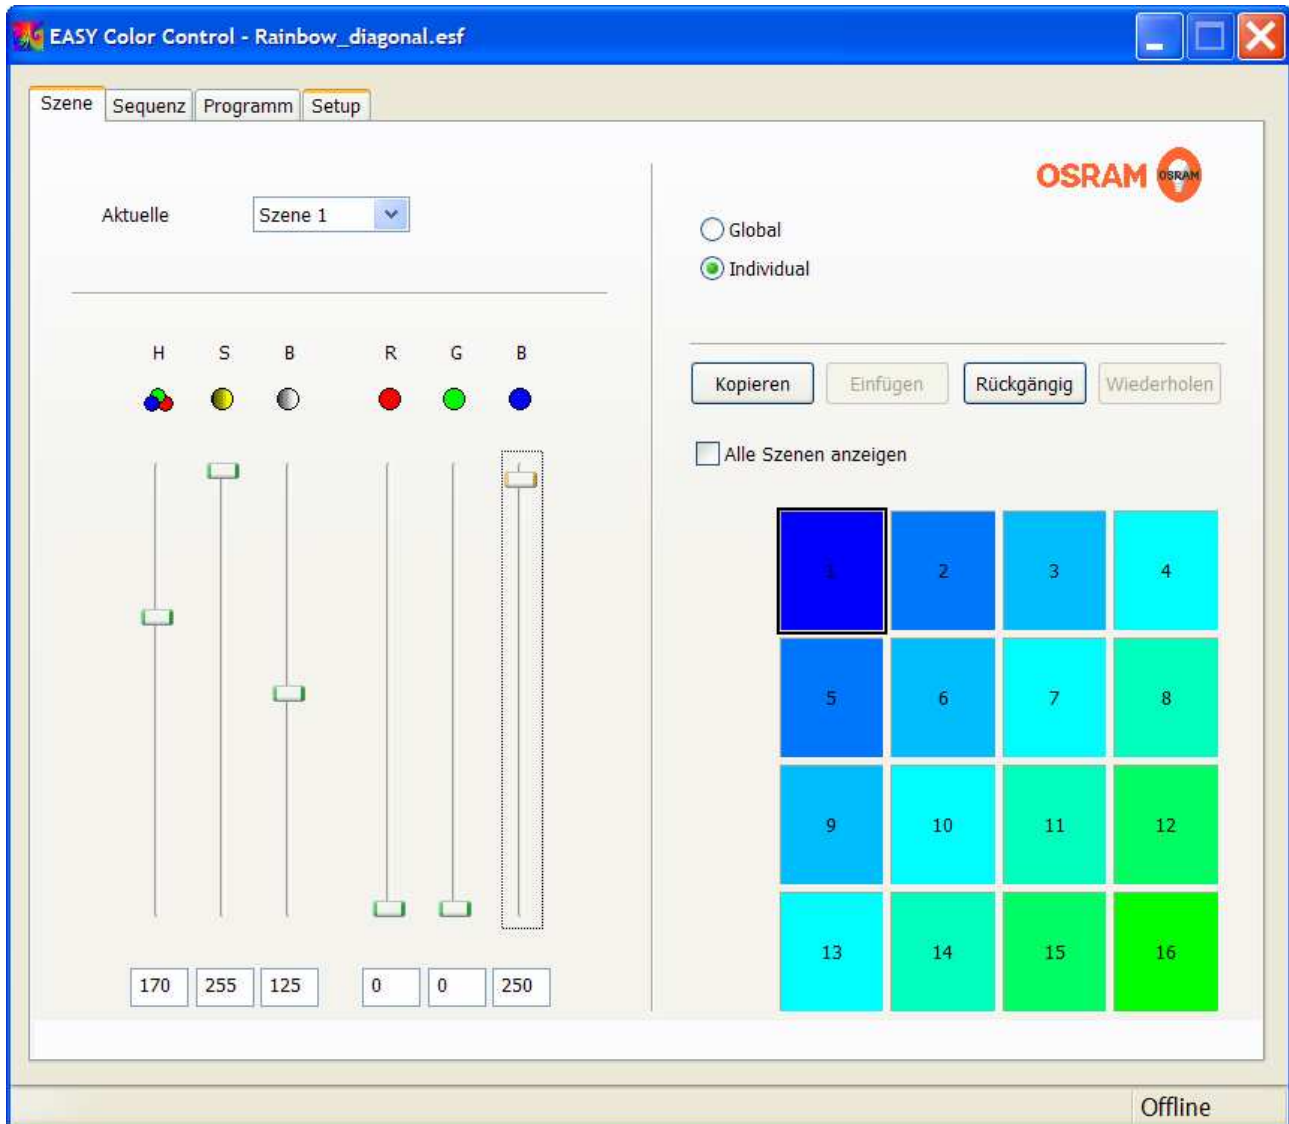 EASY Color Control - Rainbow_diagonal.esf
Szene Sequenz Programm Setup
OSRAM OSRAM
Aktuelle Szene 1
Global
Individual
H S B R G B
Kopieren Einfügen Rückgängig Wiederholen
Alle Szenen anzeigen
1 2 3 4
5 6 7 8
9 10 11 12
13 14 15 16
170 255 125 0 0 250
Offline